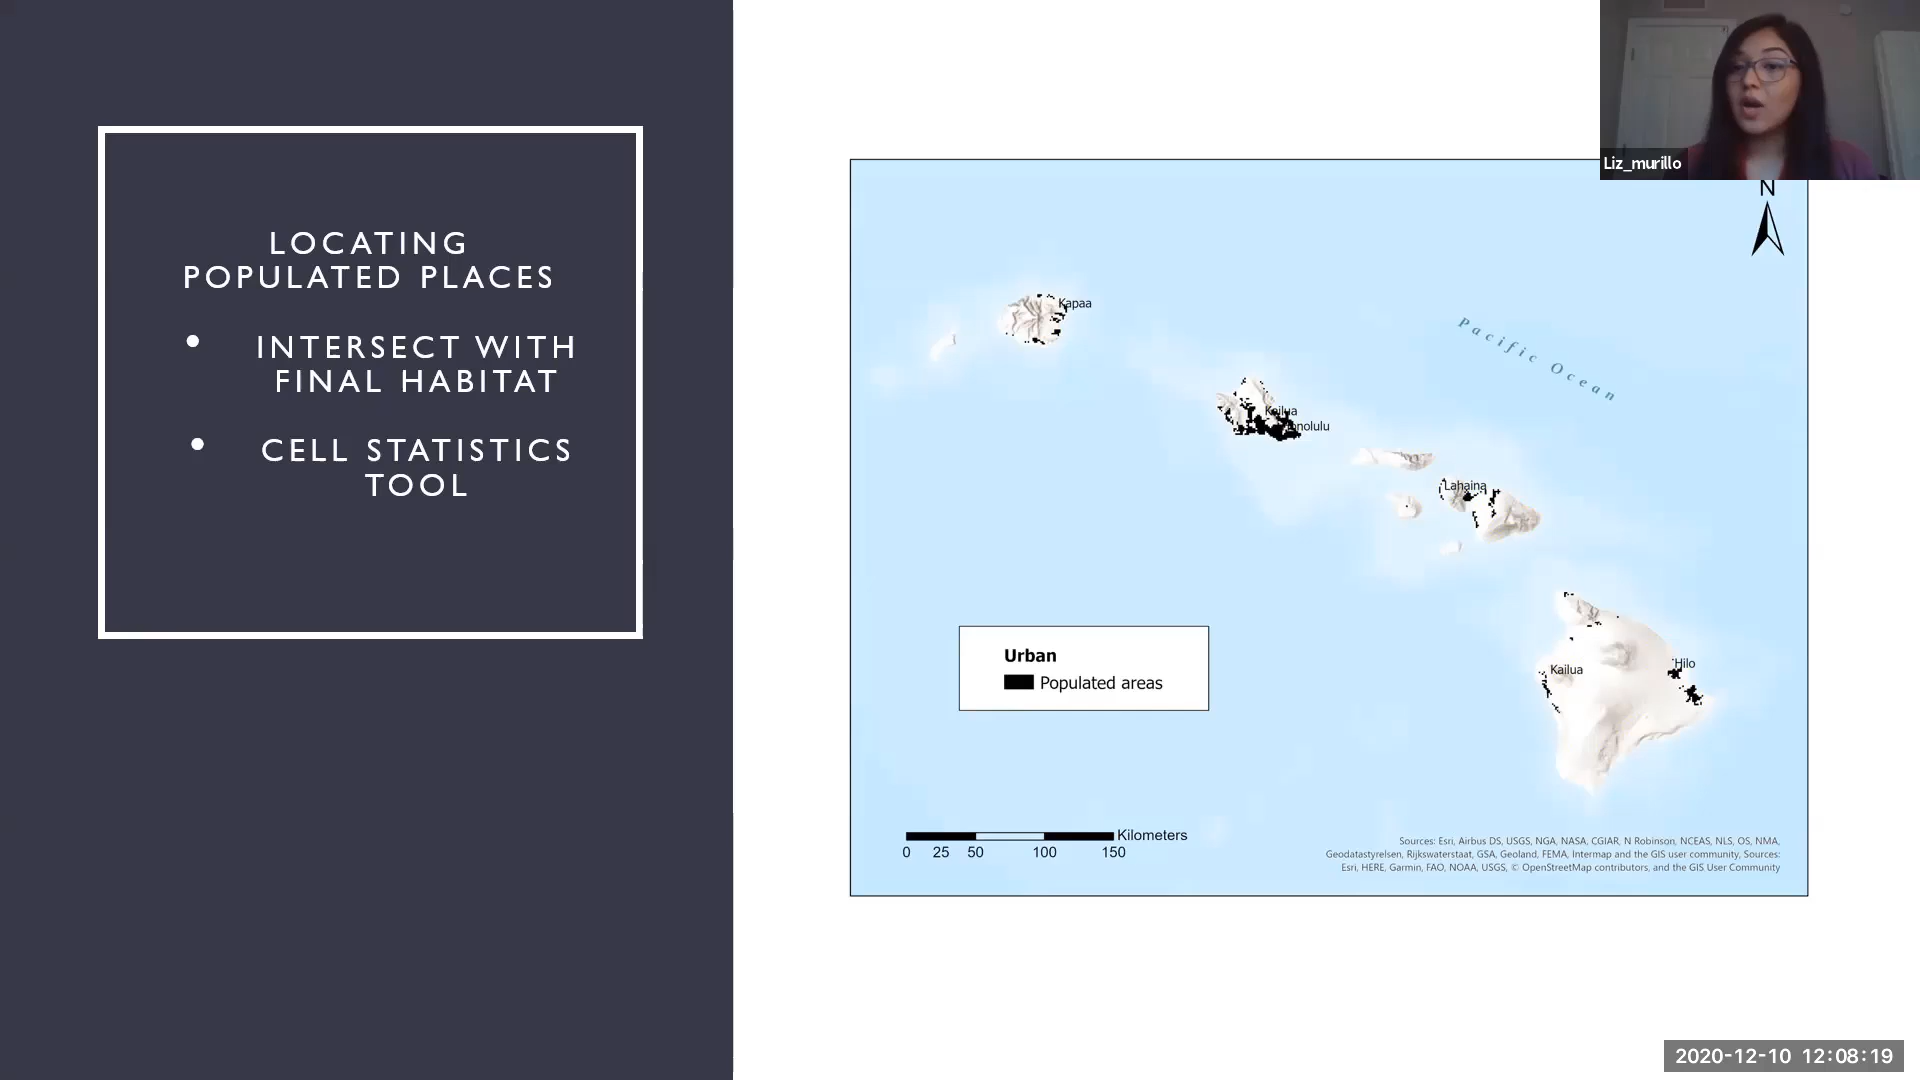 LOCATING
POPULATED PLACES
• INTERSECT WITH
FINAL HABITAT
• CELL STATISTICS
TOOL
Liz_murillo
N
Kapaa
Pacific Ocean
Kailua
Honolulu
Lahaina
Kailua
Hilo
Urban
Populated areas
Kilometers
0 25 50 100 150
Sources: Esri, Airbus DS, USGS, NGA, NASA, CGIAR, N Robinson, NCEAS, NLS, OS, NMA,
Geodatastyrelsen, Rijkswaterstaat, GSA, Geoland, FEMA, Intermap and the GIS user community, Sources:
Esri, HERE, Garmin, FAO, NOAA, USGS, © OpenStreetMap contributors, and the GIS User Community
2020-12-10 12:08:19